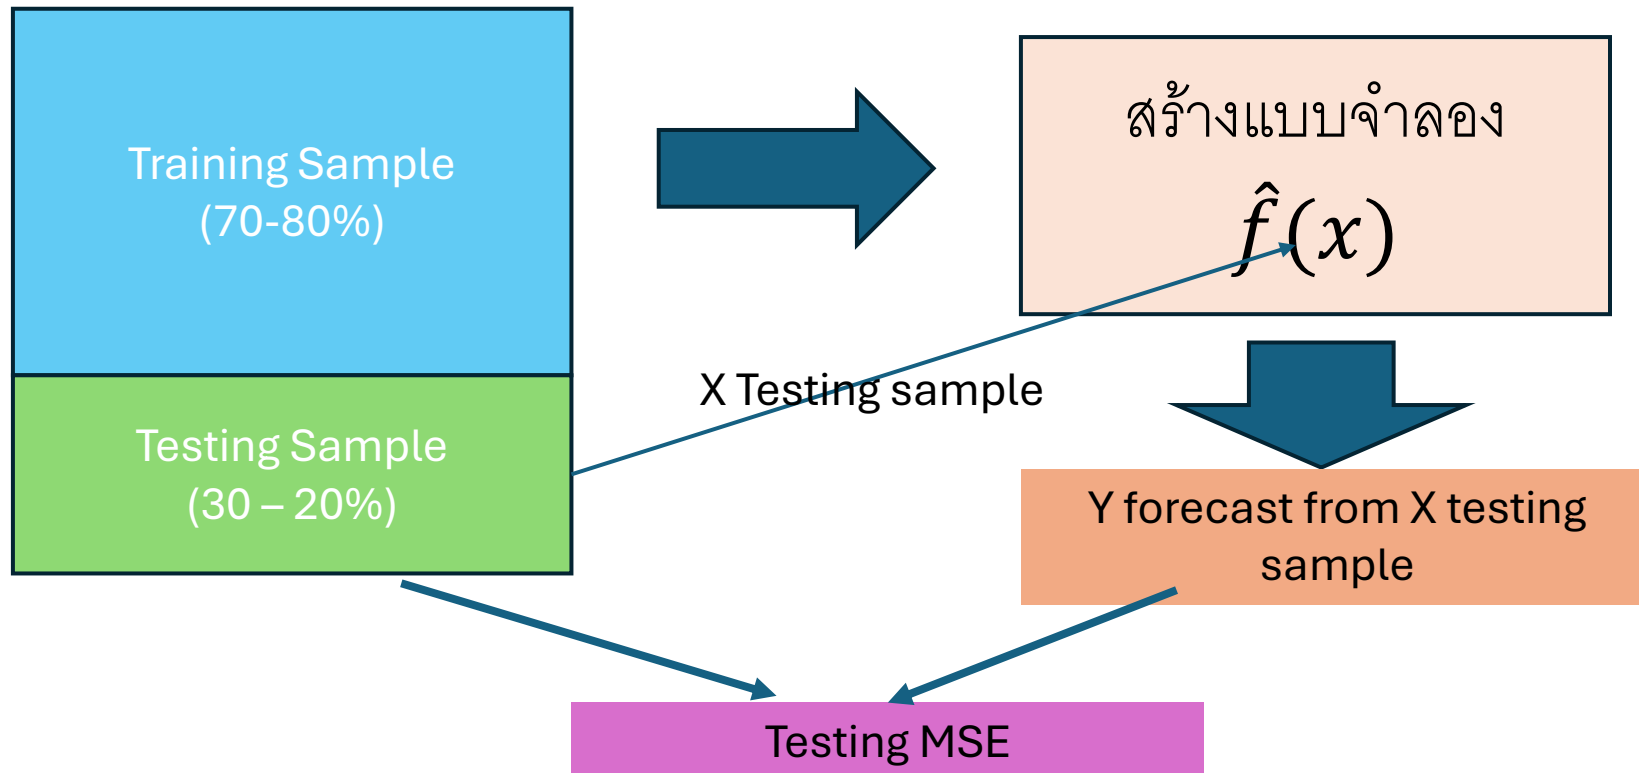 Training Sample
(70-80%)
สร้างแบบจำลอง
f̂(x)
X Testing sample
Testing Sample
(30 – 20%)
Y forecast from X testing
sample
Testing MSE